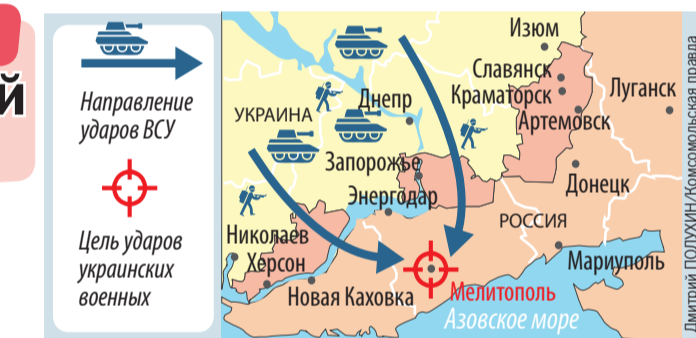 й
Направление
ударов ВСУ
Цель ударов
украинских
военных
Изюм
Славянск
Краматорск
Луганск
УКРАИНА
Днепр
Артемовск
Запорожье
Энергодар
Донецк
РОССИЯ
Николаев
Херсон
Мариуполь
Новая Каховка
Мелитополь
Азовское море
Дмитрий ПОЛУХИН/Комсомольская правда